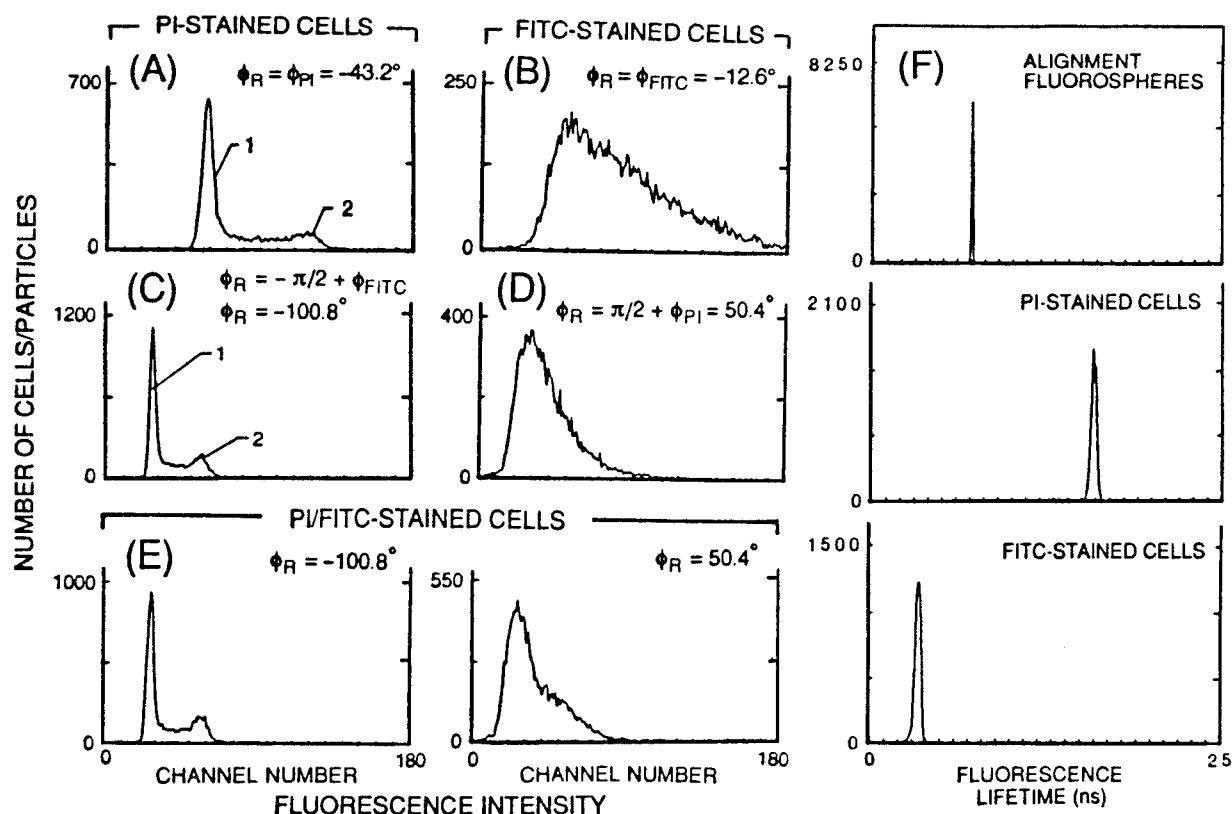 PI-STAINED CELLS
FITC-STAINED CELLS
NUMBER OF CELLS/PARTICLES
(A)
ϕR = ϕPI = −43.2°
700
0
1
2
(B)
ϕR = ϕFITC = −12.6°
250
0
(C)
ϕR = − π/2 + ϕFITC
ϕR = −100.8°
1200
0
1
2
(D)
ϕR = π/2 + ϕPI = 50.4°
400
0
PI/FITC-STAINED CELLS
(E)
ϕR = −100.8°
1000
0
0
180
CHANNEL NUMBER
ϕR = 50.4°
550
0
0
180
CHANNEL NUMBER
FLUORESCENCE INTENSITY
(F)
ALIGNMENT
FLUOROSPHERES
8250
0
PI-STAINED CELLS
2100
0
FITC-STAINED CELLS
1500
0
0
25
FLUORESCENCE
LIFETIME (ns)